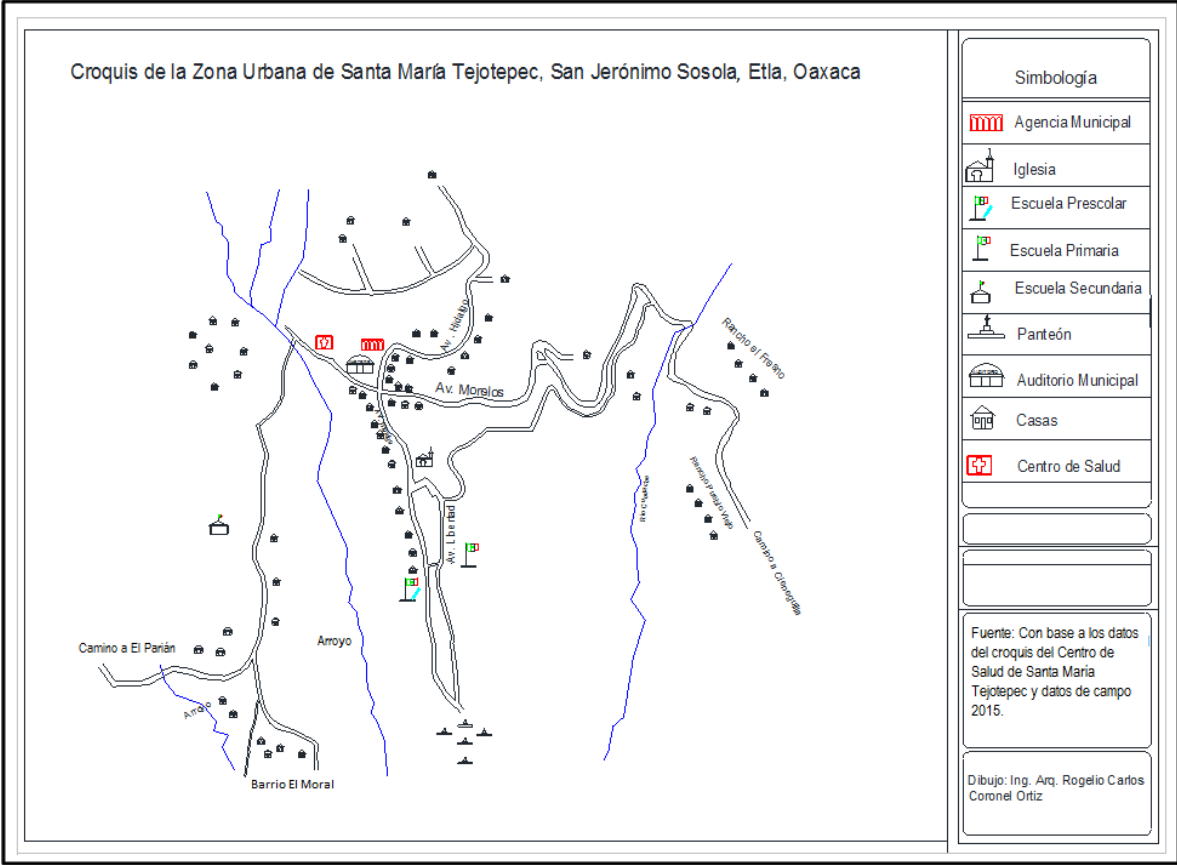 Croquis de la Zona Urbana de Santa María Tejotepec, San Jerónimo Sosola, Etla, Oaxaca
Simbología
Agencia Municipal
Iglesia
Escuela Prescolar
Escuela Primaria
Escuela Secundaria
Panteón
Auditorio Municipal
Casas
Centro de Salud
Av. Hidalgo
Av. Morelos
Rancho el Fresno
Av. Libertad
Rancho Pueblo Viejo
Camino a Cieneguilla
Camino a El Parián
Arroyo
Arroyo
Barrio El Moral
Fuente: Con base a los datos
del croquis del Centro de
Salud de Santa María
Tejotepec y datos de campo
2015.
Dibujo: Ing. Arq. Rogelio Carlos
Coronel Ortiz